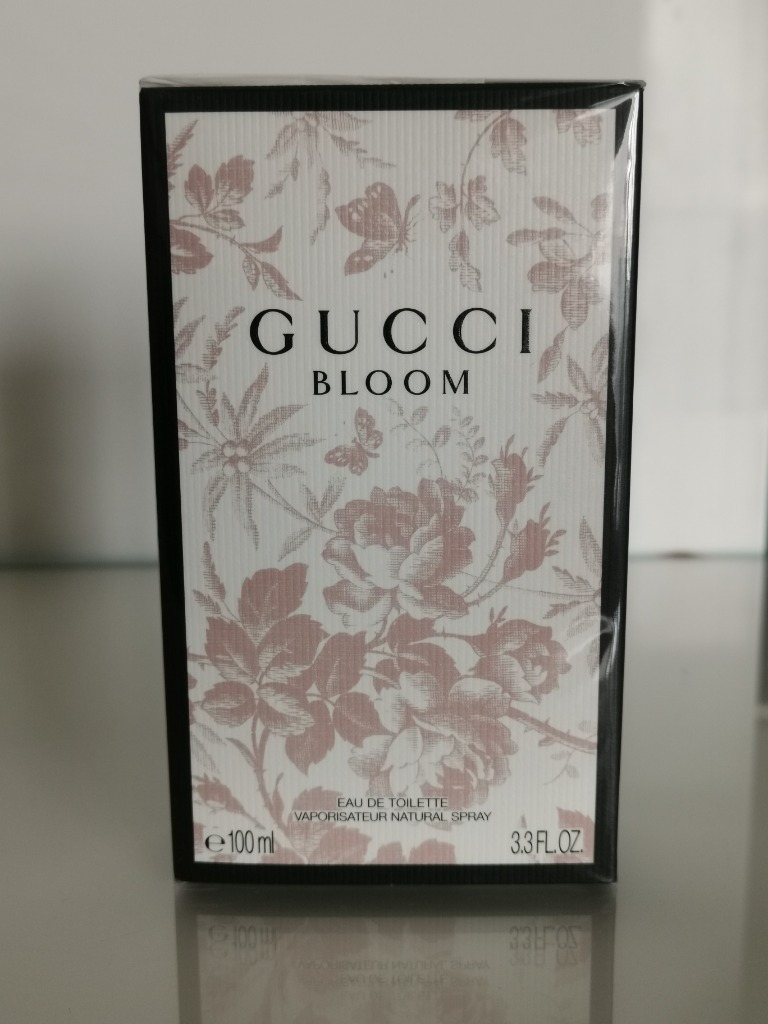 GUCCI
BLOOM
EAU DE TOILETTE
VAPORISATEUR NATURAL SPRAY
℮100 ml 3.3 FL. OZ.